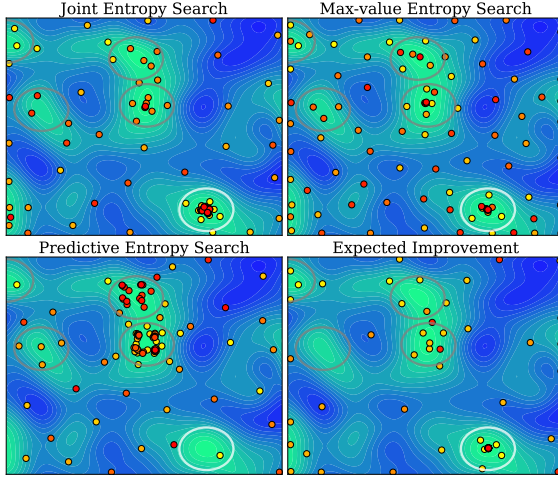 Joint Entropy Search
Max-value Entropy Search
Predictive Entropy Search
Expected Improvement